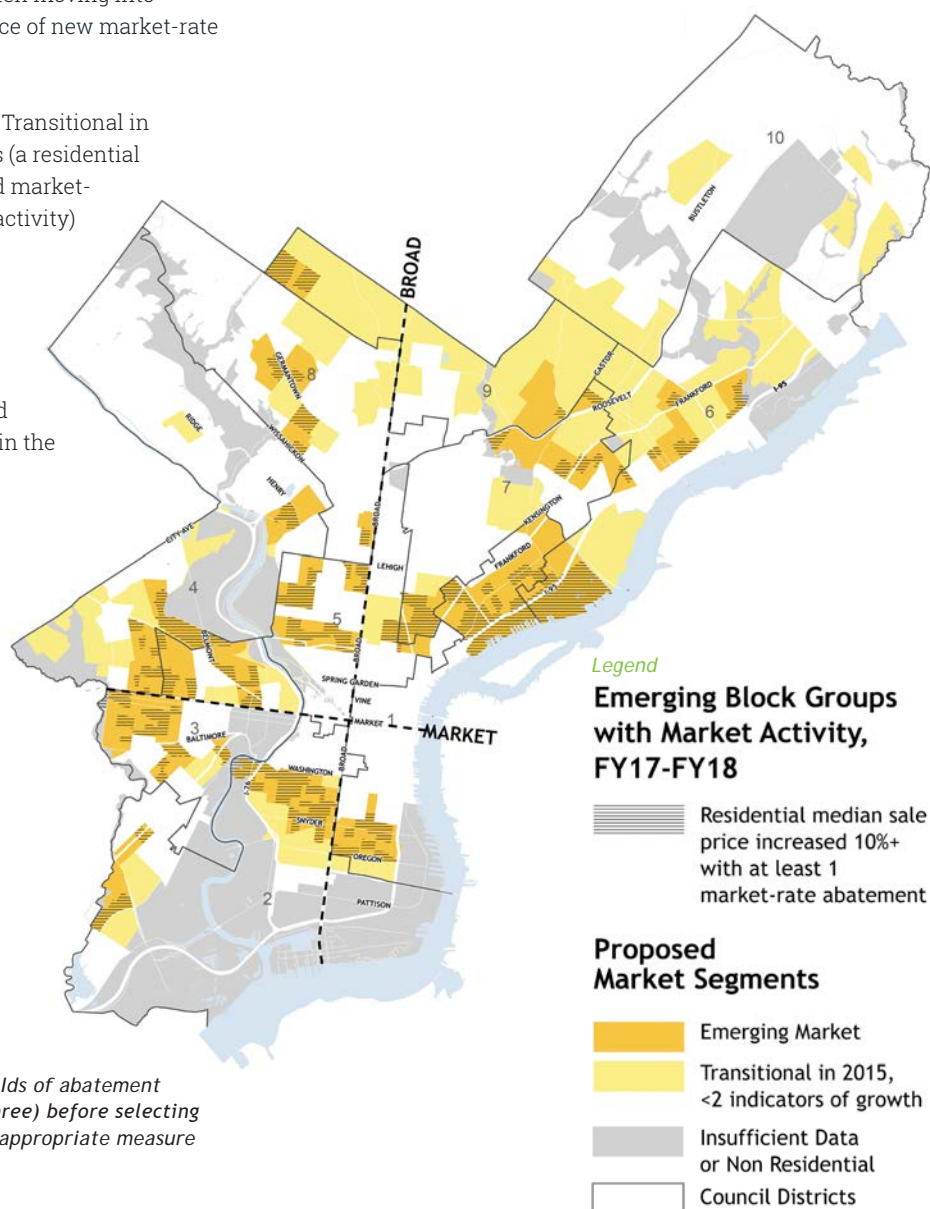 ce of new market-rate
Transitional in
s (a residential
d market-
activity)
d
in the
lds of abatement
ree) before selecting
appropriate measure
10
BUSTLETON
BROAD
GERMANTOWN
8
9
CASTOR
ROOSEVELT
FRANKFORD
6
I-95
RIDGE
WISSAHICKON
7
HENRY
KENSINGTON
BROAD
CITY AVE
LEHIGH
FRANKFORD
I-95
4
5
BELMONT
BROAD
SPRING GARDEN
VINE
MARKET
1
MARKET
3
BALTIMORE
BROAD
WASHINGTON
I-76
SNYDER
OREGON
2
PATTISON
Legend
Emerging Block Groups
with Market Activity,
FY17-FY18
Residential median sale
price increased 10%+
with at least 1
market-rate abatement
Proposed
Market Segments
Emerging Market
Transitional in 2015,
<2 indicators of growth
Insufficient Data
or Non Residential
Council Districts